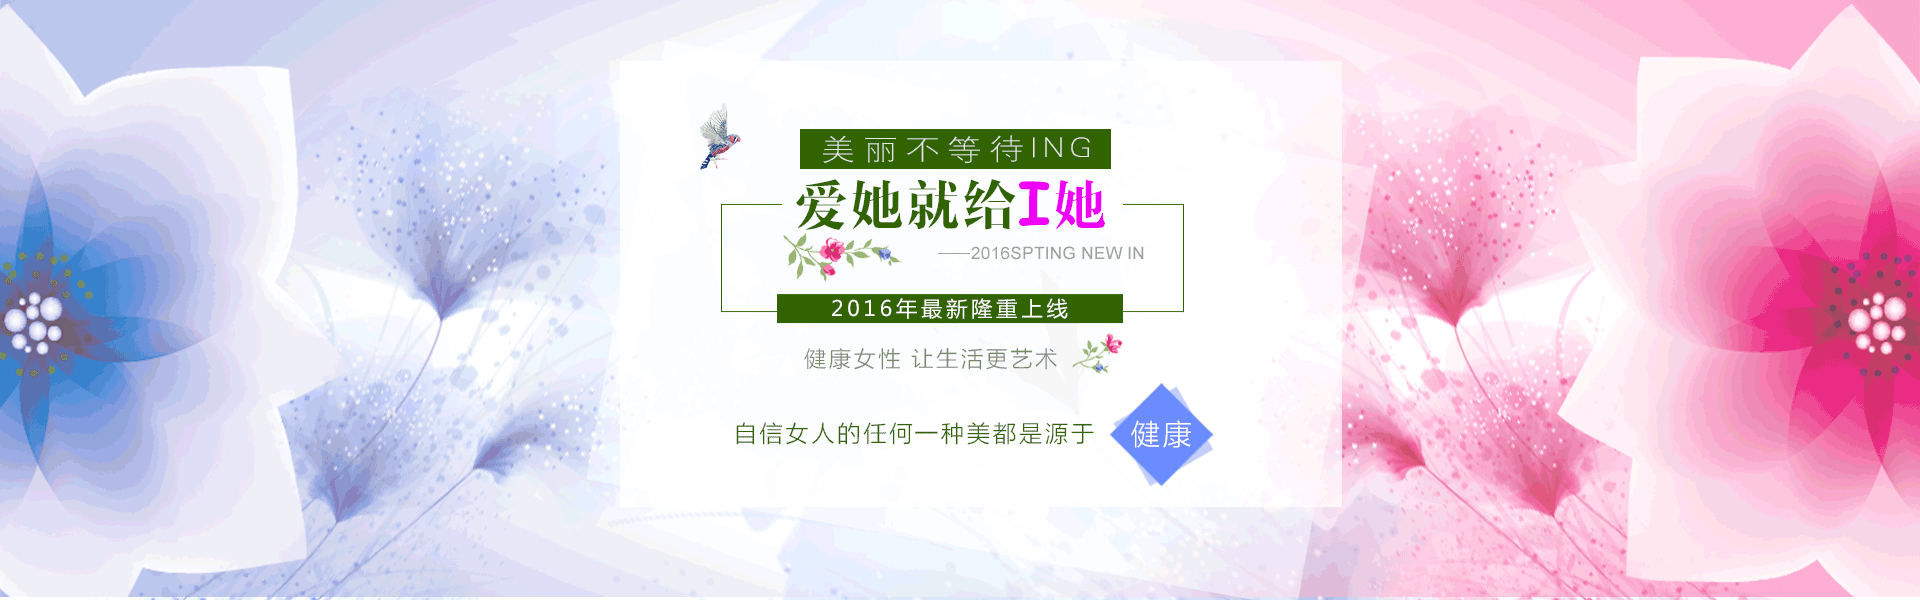 美丽不等待ING
爱她就给I她
——2016SPTING NEW IN
2016年最新隆重上线
健康女性 让生活更艺术
自信女人的任何一种美都是源于 健康